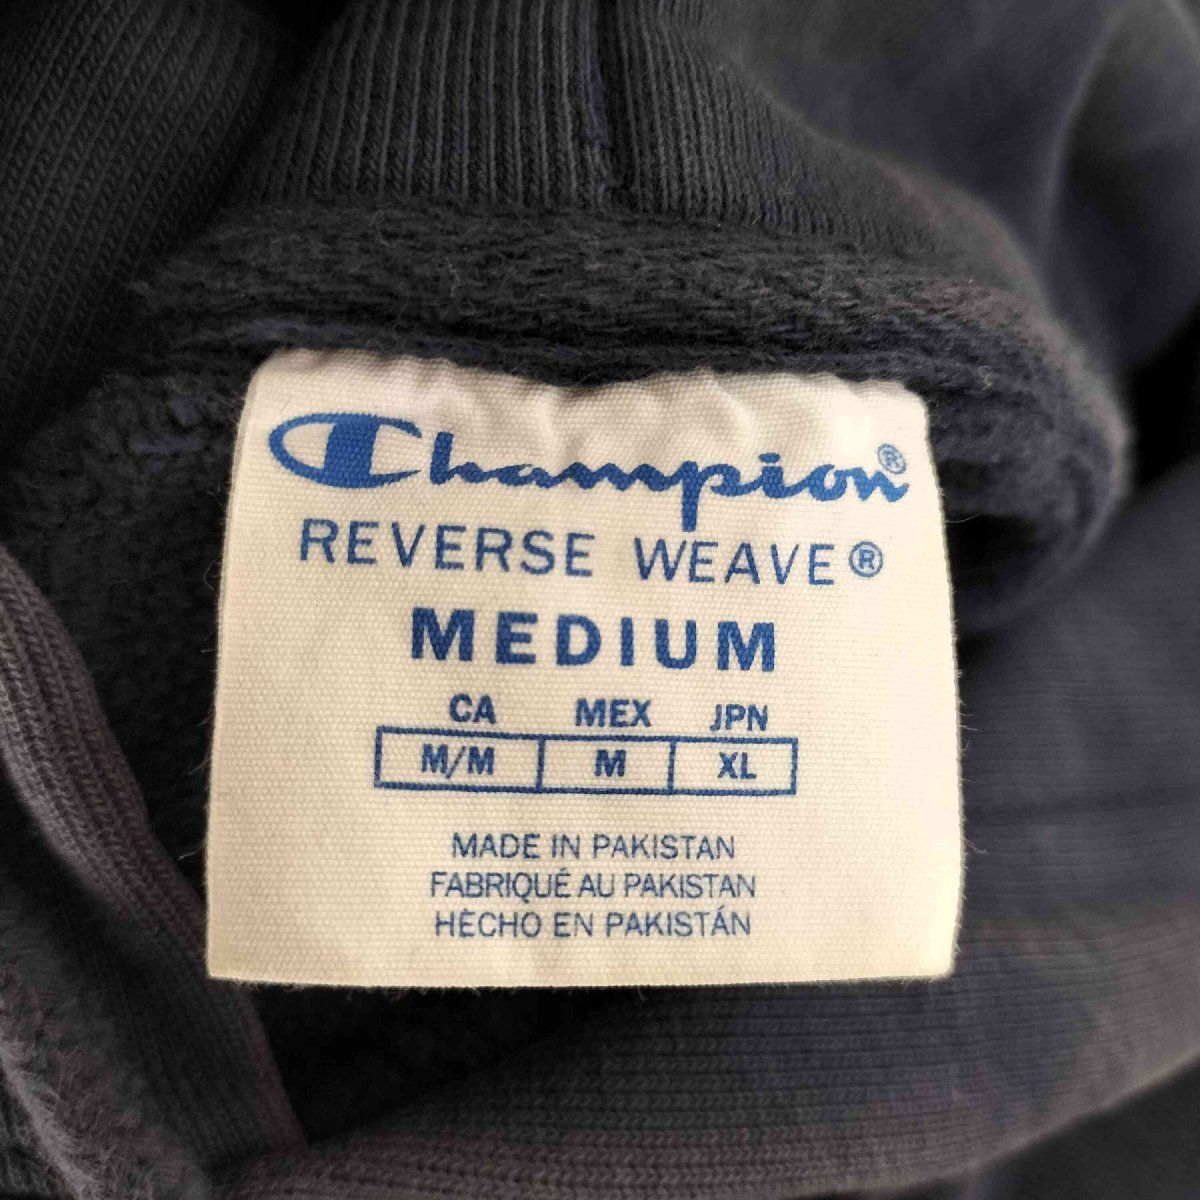 Champion®
REVERSE WEAVE®
MEDIUM
CA MEX JPN
M/M M XL
MADE IN PAKISTAN
FABRIQUÉ AU PAKISTAN
HECHO EN PAKISTÁN